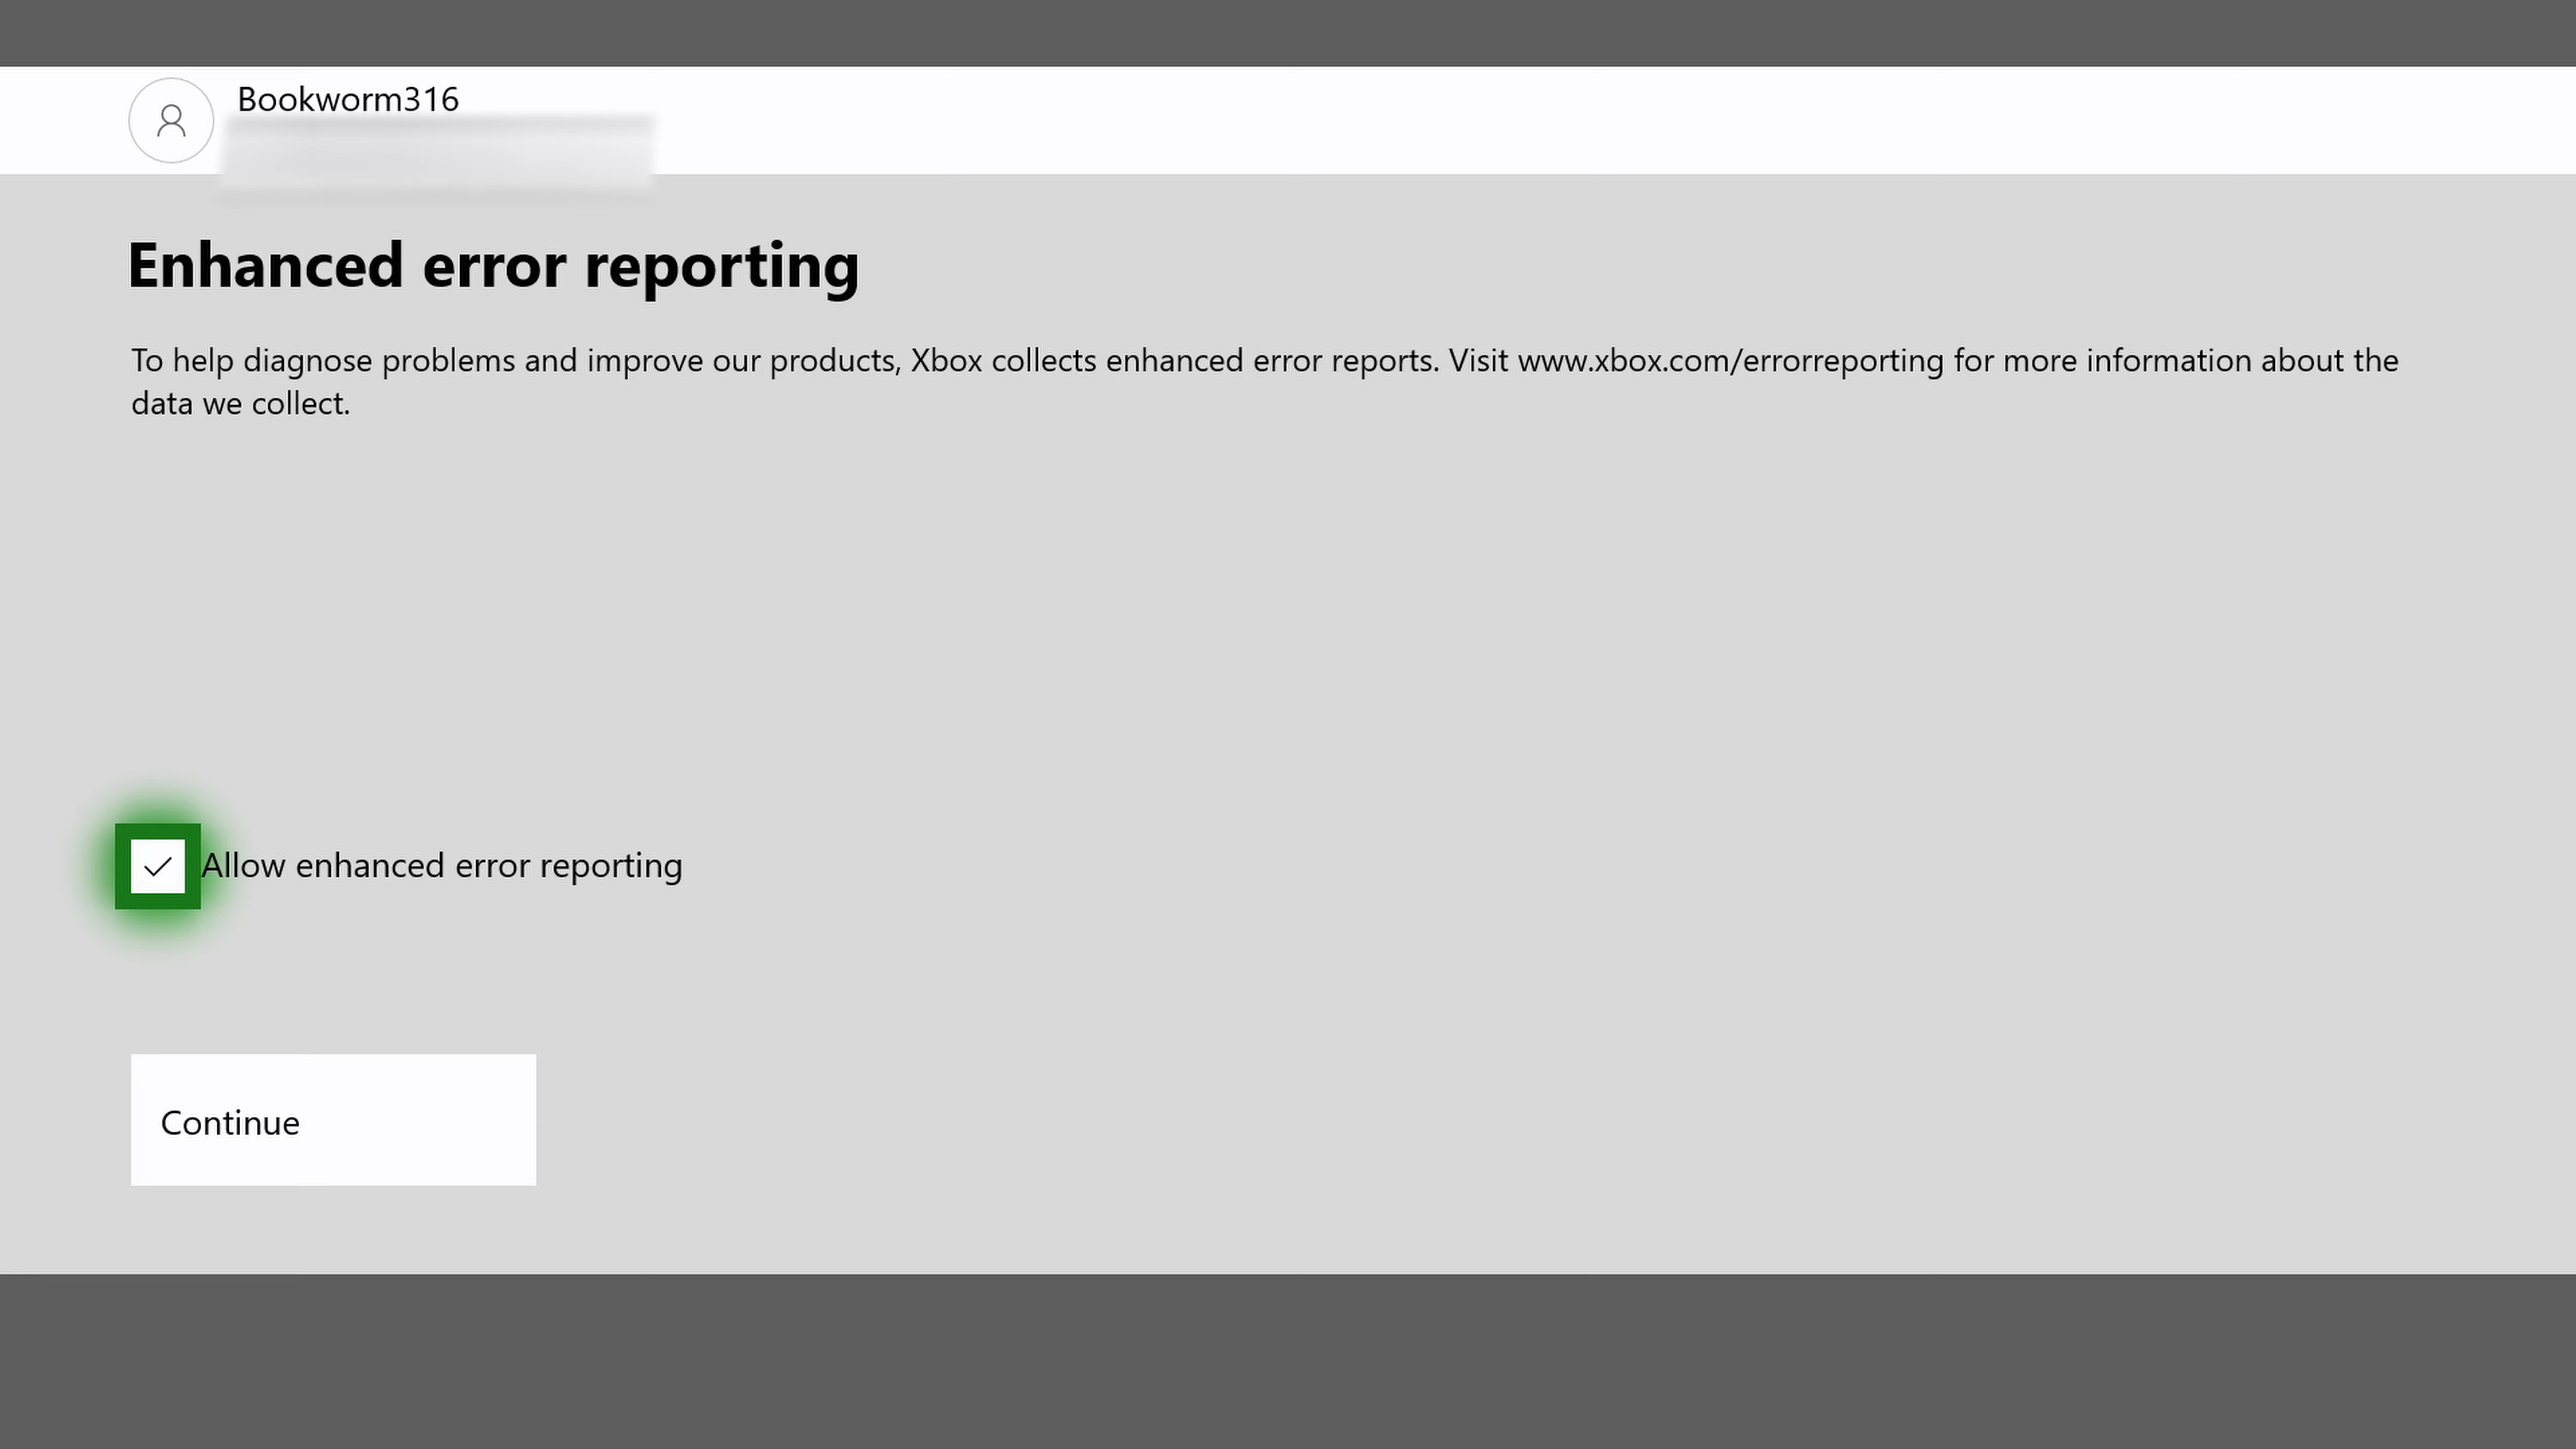 Bookworm316
Enhanced error reporting
To help diagnose problems and improve our products, Xbox collects enhanced error reports. Visit www.xbox.com/errorreporting for more information about the
data we collect.
Allow enhanced error reporting
Continue